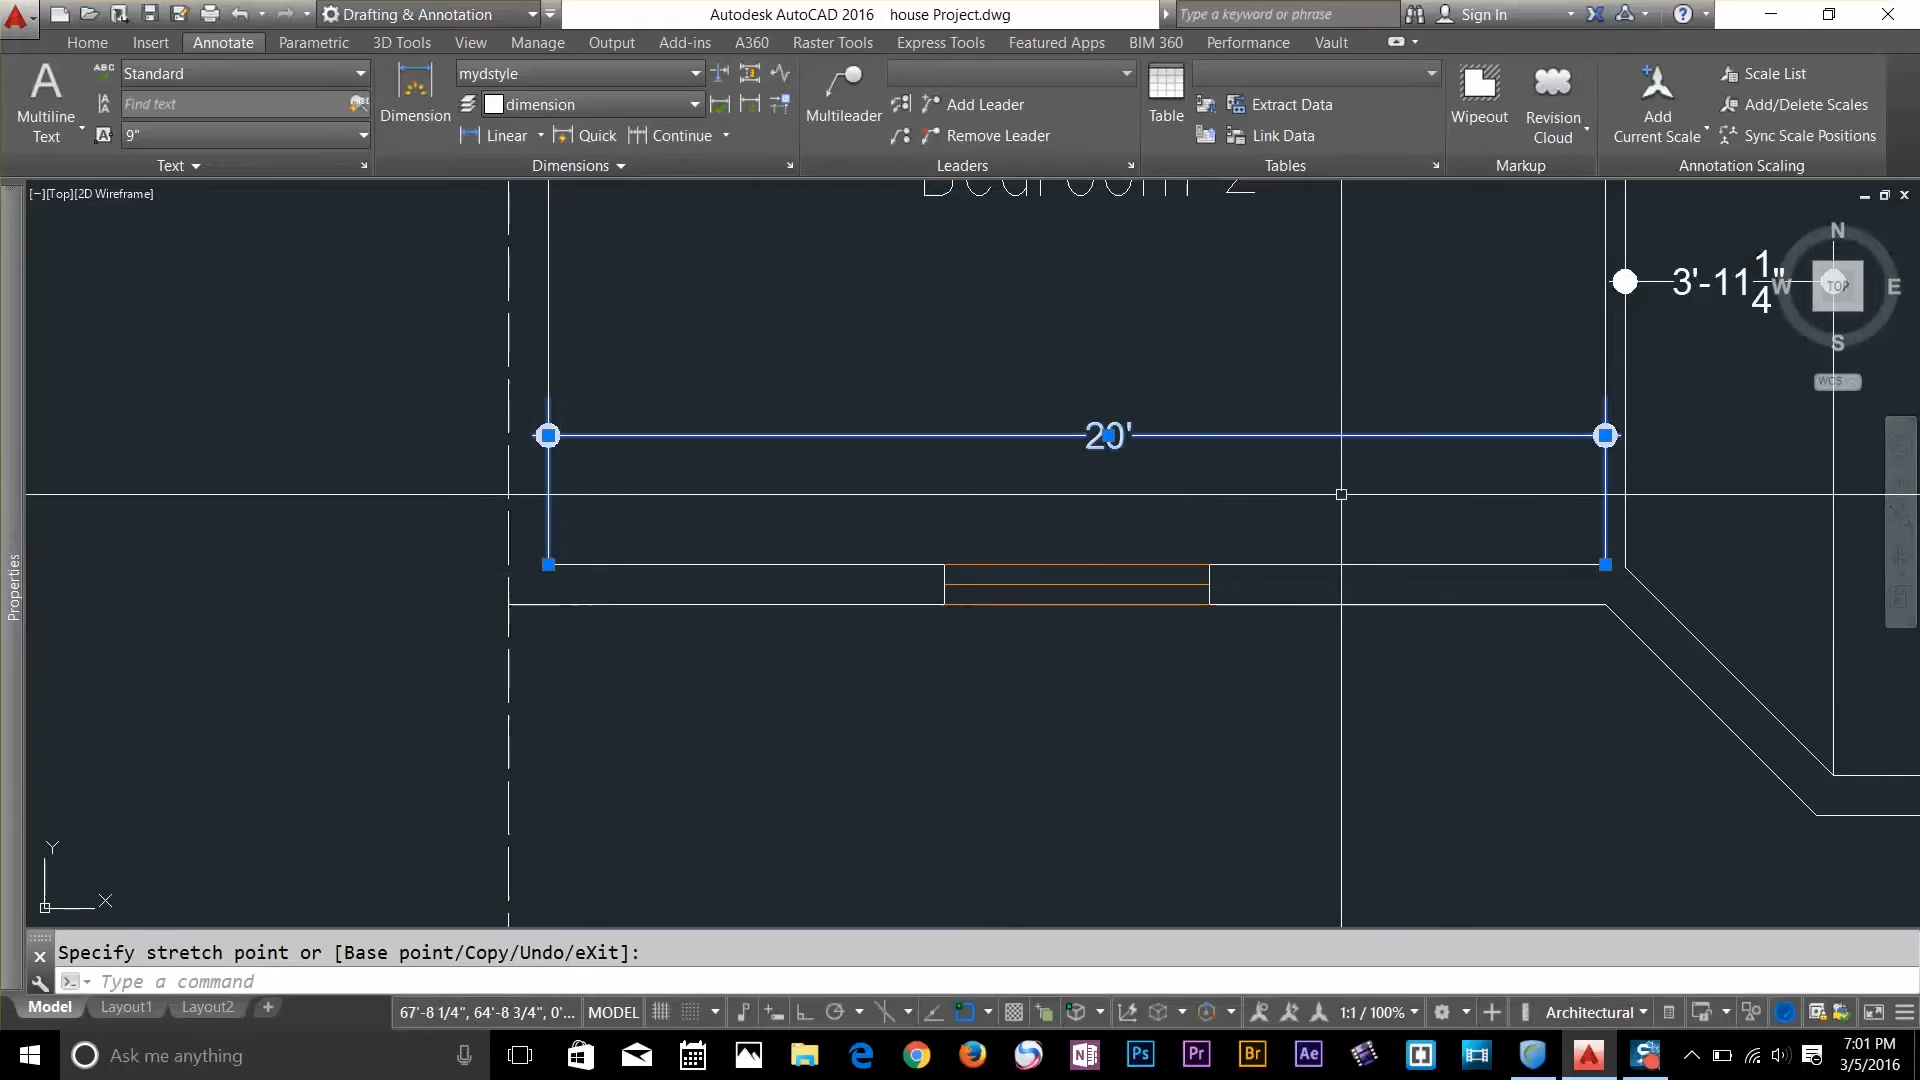 Drafting & Annotation
Autodesk AutoCAD 2016 house Project.dwg
Type a keyword or phrase
Sign In
Home Insert Annotate Parametric 3D Tools View Manage Output Add-ins A360 Raster Tools Express Tools Featured Apps BIM 360 Performance Vault
Multiline Text
Standard
Find text
9"
Text
Dimension
mydstyle
dimension
Linear Quick Continue
Dimensions
Multileader
Add Leader
Remove Leader
Leaders
Table
Extract Data
Link Data
Tables
Wipeout
Revision Cloud
Markup
Add Current Scale
Scale List
Add/Delete Scales
Sync Scale Positions
Annotation Scaling
[−][Top][2D Wireframe]
Bedroom 2
N
W TOP E
S
WCS
3'-11 1/4"
20'
Properties
Y
X
Specify stretch point or [Base point/Copy/Undo/eXit]:
Type a command
Model Layout1 Layout2 +
67'-8 1/4", 64'-8 3/4", 0'... MODEL
1:1 / 100%
Architectural
Ask me anything
Ps Pr Br Ae
7:01 PM
3/5/2016